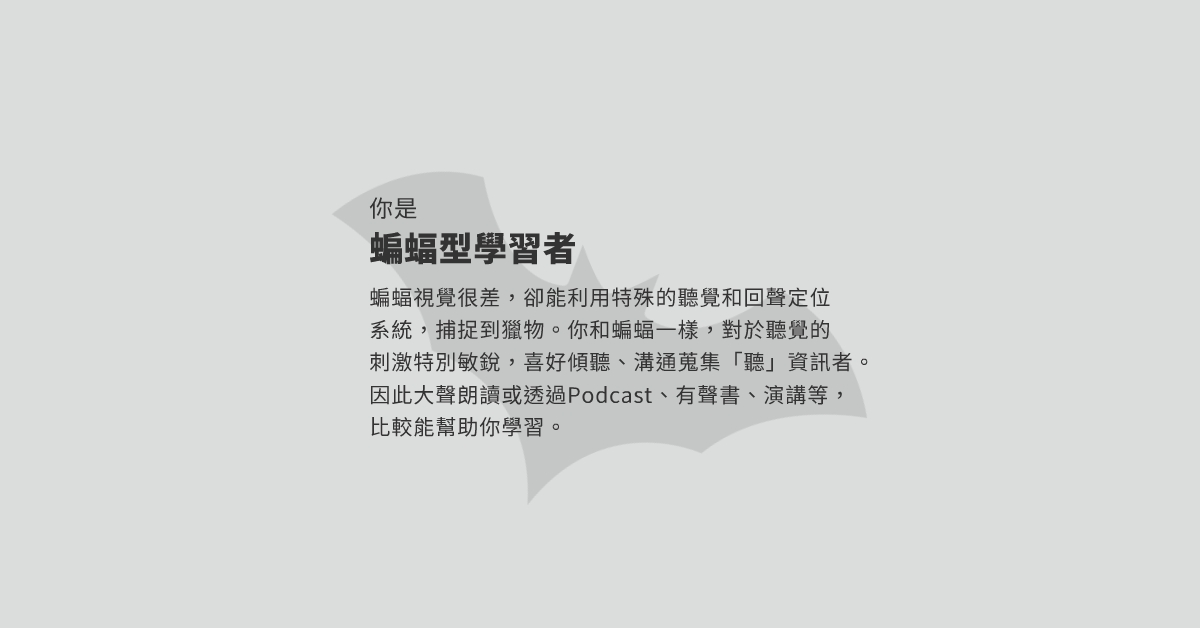 你是
蝙蝠型學習者
蝙蝠視覺很差，卻能利用特殊的聽覺和回聲定位
系統，捕捉到獵物。你和蝙蝠一樣，對於聽覺的
刺激特別敏銳，喜好傾聽、溝通蒐集「聽」資訊者。
因此大聲朗讀或透過Podcast、有聲書、演講等，
比較能幫助你學習。